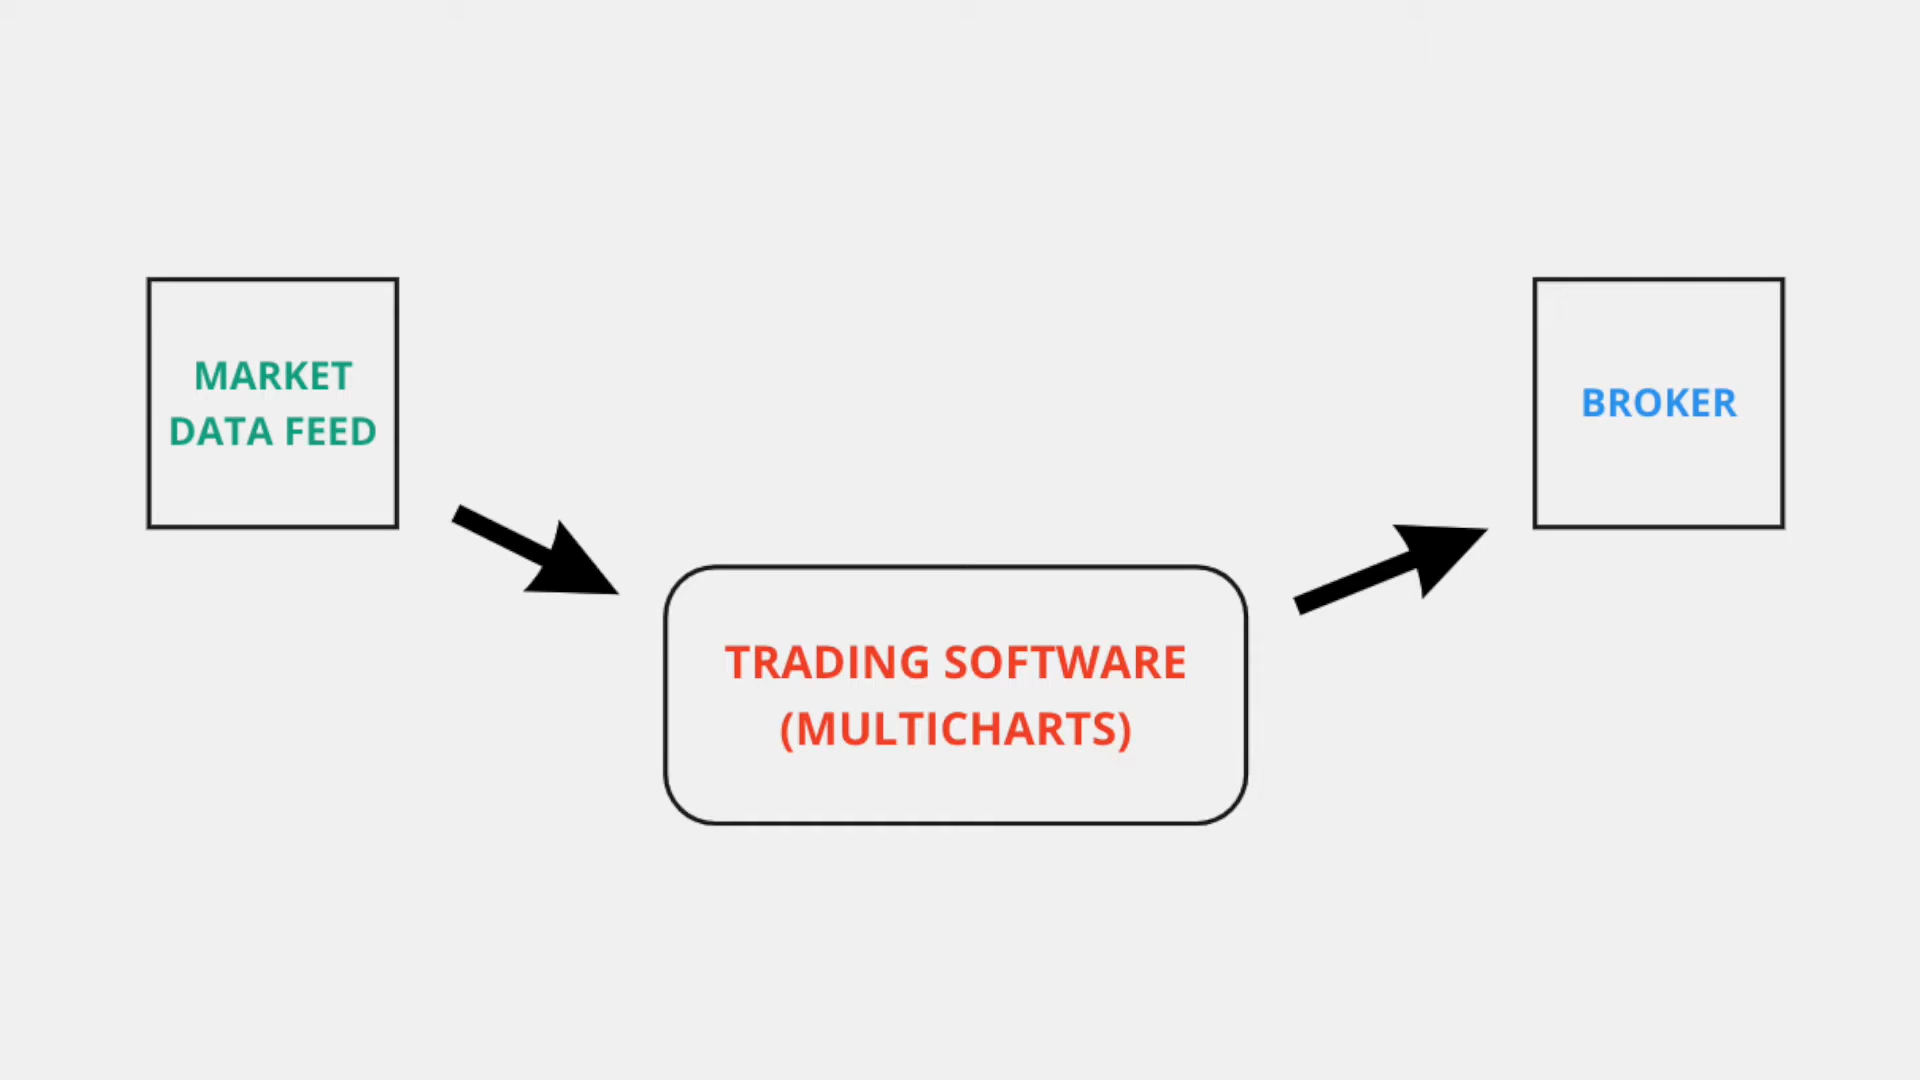 MARKET
DATA FEED
BROKER
TRADING SOFTWARE
(MULTICHARTS)